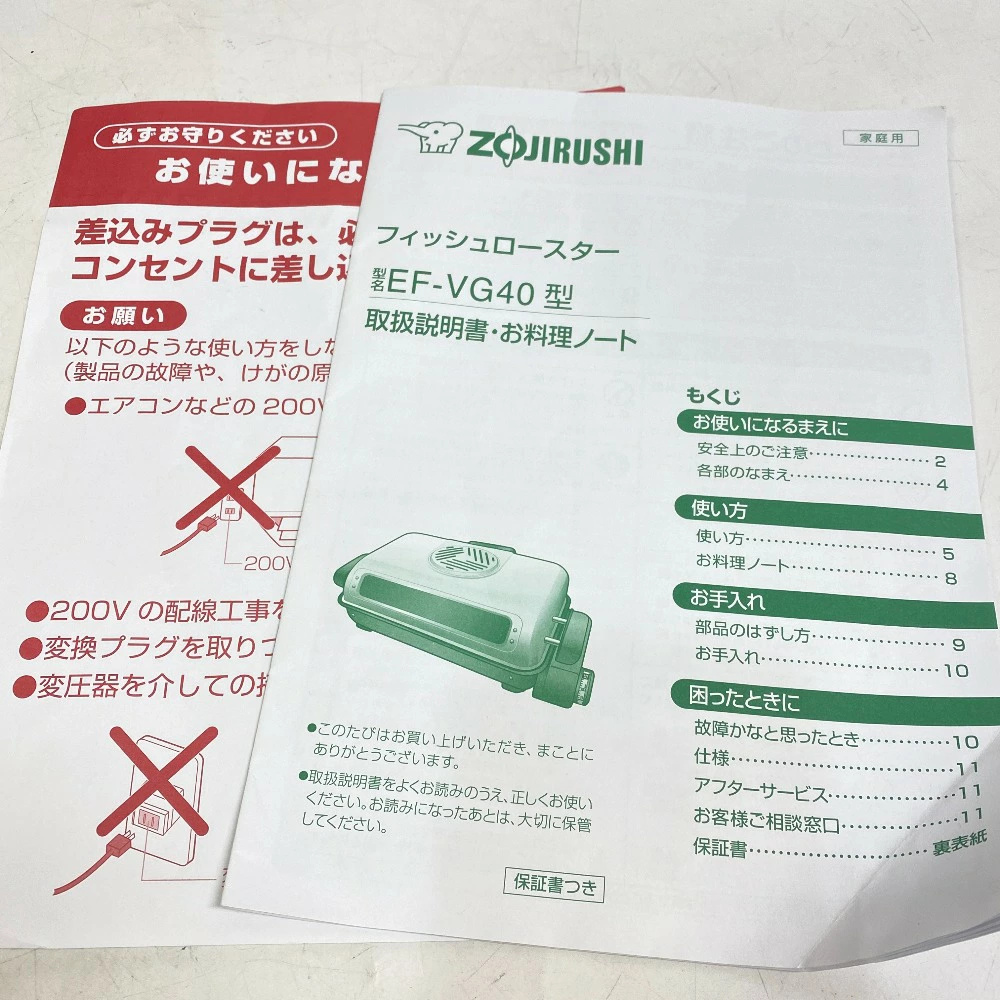 必ずお守りください
お使いにな
差込みプラグは、必
コンセントに差し込
お願い
以下のような使い方をしな
(製品の故障や、けがの原
●エアコンなどの200V
200V
●200Vの配線工事を
●変換プラグを取りつ
●変圧器を介しての接
ZOJIRUSHI
家庭用
フィッシュロースター
型名 EF-VG40 型
取扱説明書・お料理ノート
もくじ
お使いになるまえに
安全上のご注意………………2
各部のなまえ…………………4
使い方
使い方…………………………5
お料理ノート…………………8
お手入れ
部品のはずし方………………9
お手入れ………………………10
困ったときに
故障かなと思ったとき………10
仕様……………………………11
アフターサービス……………11
お客様ご相談窓口……………11
保証書…………………裏表紙
●このたびはお買い上げいただき、まことに
ありがとうございます。
●取扱説明書をよくお読みのうえ、正しくお使い
ください。お読みになったあとは、大切に保管
してください。
保証書つき